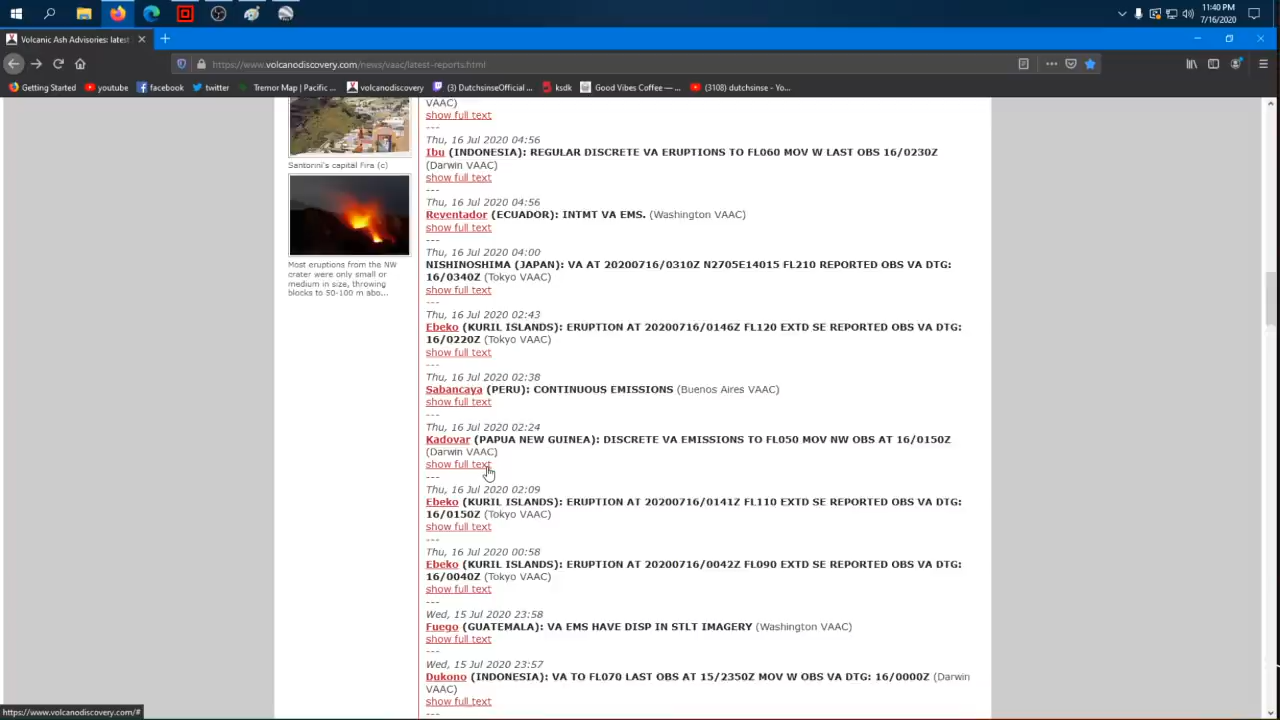 11:40 PM
7/16/2020
Volcanic Ash Advisories: latest
https://www.volcanodiscovery.com/news/vaac/latest-reports.html
Getting Started
youtube
facebook
twitter
Tremor Map | Pacific ...
volcanodiscovery
(3) DutchsinseOfficial ...
ksdk
Good Vibes Coffee — ...
(3108) dutchsinse - Yo...
VAAC)
show full text
---
Thu, 16 Jul 2020 04:56
Ibu (INDONESIA): REGULAR DISCRETE VA ERUPTIONS TO FL060 MOV W LAST OBS 16/0230Z
(Darwin VAAC)
show full text
---
Thu, 16 Jul 2020 04:56
Reventador (ECUADOR): INTMT VA EMS. (Washington VAAC)
show full text
---
Thu, 16 Jul 2020 04:00
NISHINOSHIMA (JAPAN): VA AT 20200716/0310Z N2705E14015 FL210 REPORTED OBS VA DTG:
16/0340Z (Tokyo VAAC)
show full text
---
Thu, 16 Jul 2020 02:43
Ebeko (KURIL ISLANDS): ERUPTION AT 20200716/0146Z FL120 EXTD SE REPORTED OBS VA DTG:
16/0220Z (Tokyo VAAC)
show full text
---
Thu, 16 Jul 2020 02:38
Sabancaya (PERU): CONTINUOUS EMISSIONS (Buenos Aires VAAC)
show full text
---
Thu, 16 Jul 2020 02:24
Kadovar (PAPUA NEW GUINEA): DISCRETE VA EMISSIONS TO FL050 MOV NW OBS AT 16/0150Z
(Darwin VAAC)
show full text
---
Thu, 16 Jul 2020 02:09
Ebeko (KURIL ISLANDS): ERUPTION AT 20200716/0141Z FL110 EXTD SE REPORTED OBS VA DTG:
16/0150Z (Tokyo VAAC)
show full text
---
Thu, 16 Jul 2020 00:58
Ebeko (KURIL ISLANDS): ERUPTION AT 20200716/0042Z FL090 EXTD SE REPORTED OBS VA DTG:
16/0040Z (Tokyo VAAC)
show full text
---
Wed, 15 Jul 2020 23:58
Fuego (GUATEMALA): VA EMS HAVE DISP IN STLT IMAGERY (Washington VAAC)
show full text
---
Wed, 15 Jul 2020 23:57
Dukono (INDONESIA): VA TO FL070 LAST OBS AT 15/2350Z MOV W OBS VA DTG: 16/0000Z (Darwin
VAAC)
show full text
---
Santorini's capital Fira (c)
Most eruptions from the NW
crater were only small or
medium in size, throwing
blocks to 50-100 m abo...
https://www.volcanodiscovery.com/#